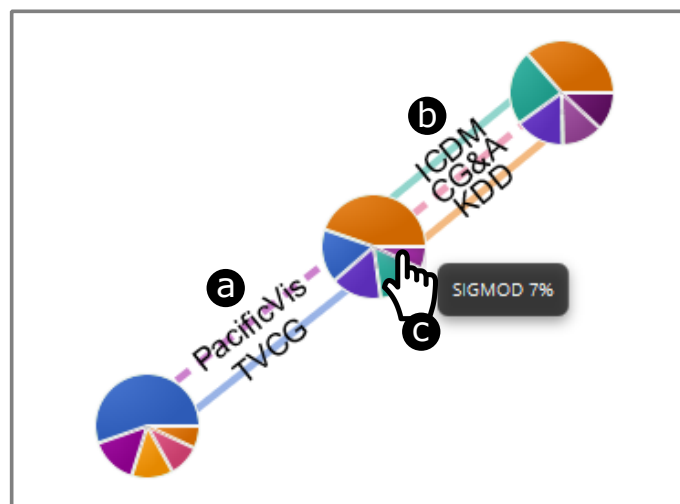 b
ICDM
CG&A
KDD
a
PacificVis
TVCG
SIGMOD 7%
c